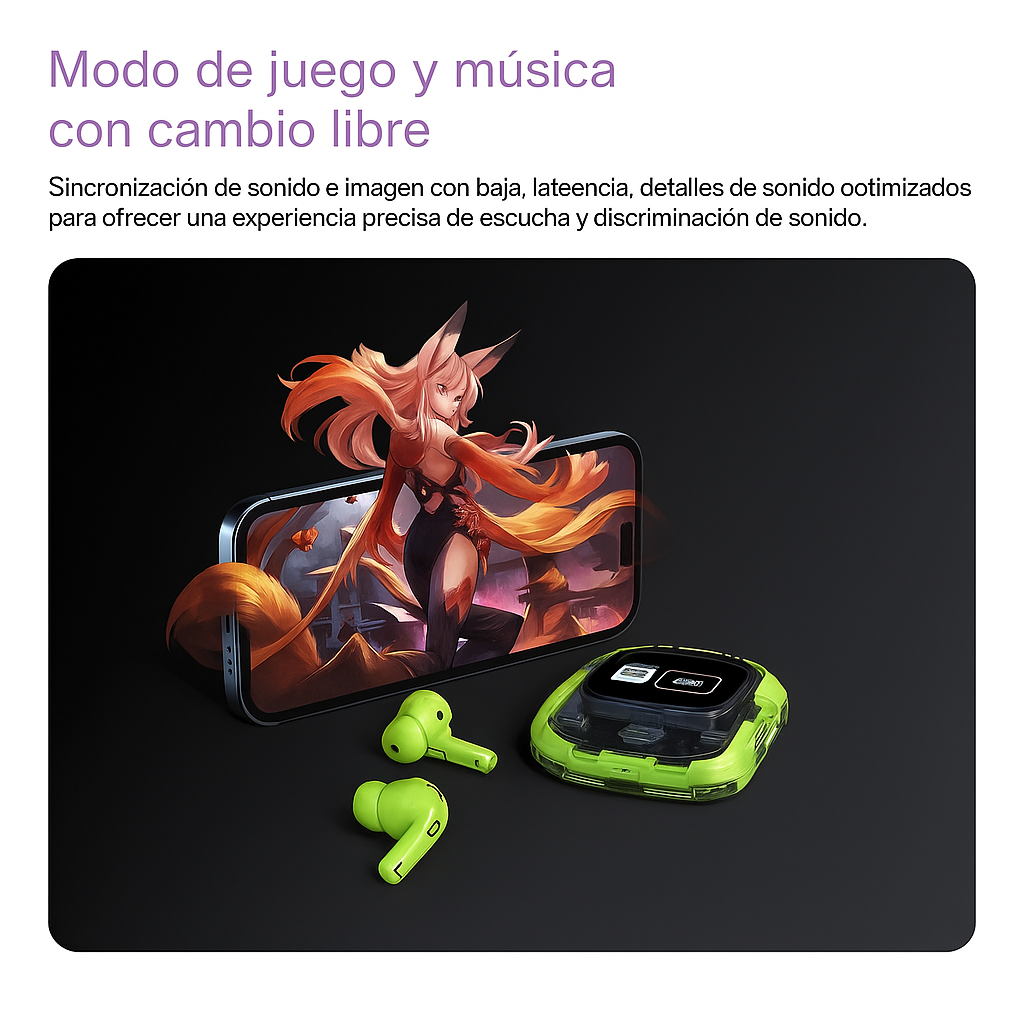 Modo de juego y música
con cambio libre
Sincronización de sonido e imagen con baja, lateencia, detalles de sonido ootimizados
para ofrecer una experiencia precisa de escucha y discriminación de sonido.